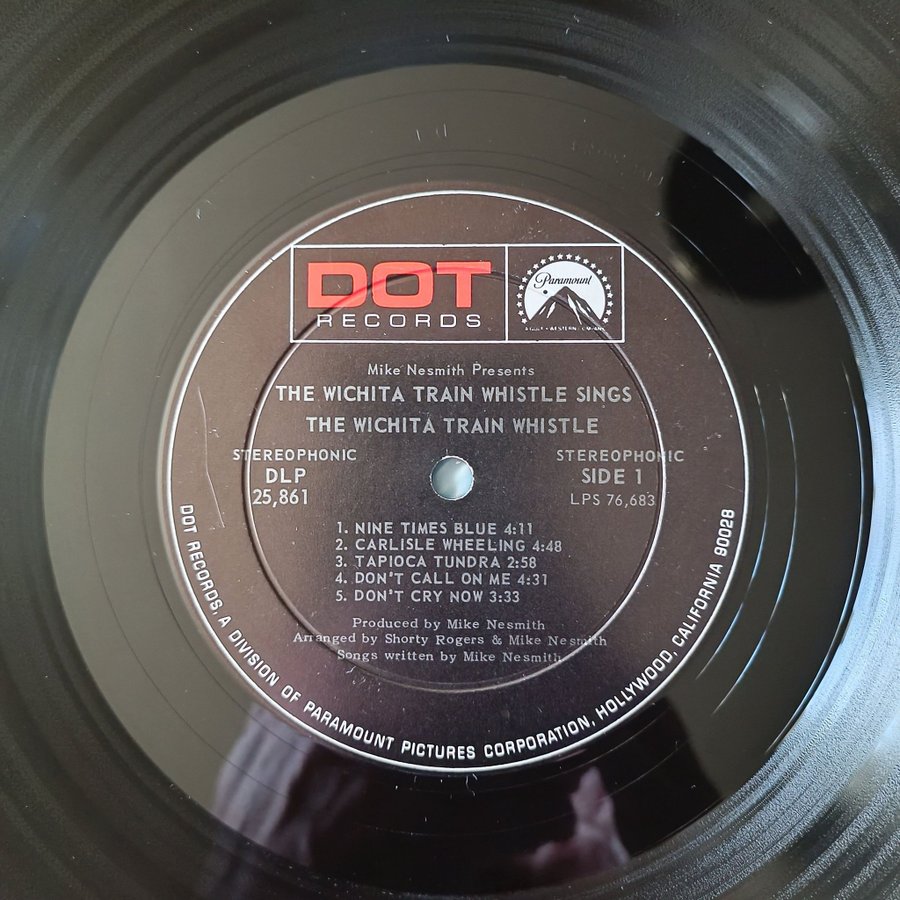 DOT
RECORDS
Paramount
A GULF + WESTERN COMPANY
Mike Nesmith Presents
THE WICHITA TRAIN WHISTLE SINGS
THE WICHITA TRAIN WHISTLE
STEREOPHONIC
DLP
25,861
STEREOPHONIC
SIDE 1
LPS 76,683
1. NINE TIMES BLUE 4:11
2. CARLISLE WHEELING 4:48
3. TAPIOCA TUNDRA 2:58
4. DON'T CALL ON ME 4:31
5. DON'T CRY NOW 3:33
Produced by Mike Nesmith
Arranged by Shorty Rogers & Mike Nesmith
Songs written by Mike Nesmith
DOT RECORDS, A DIVISION OF PARAMOUNT PICTURES CORPORATION, HOLLYWOOD, CALIFORNIA 90028